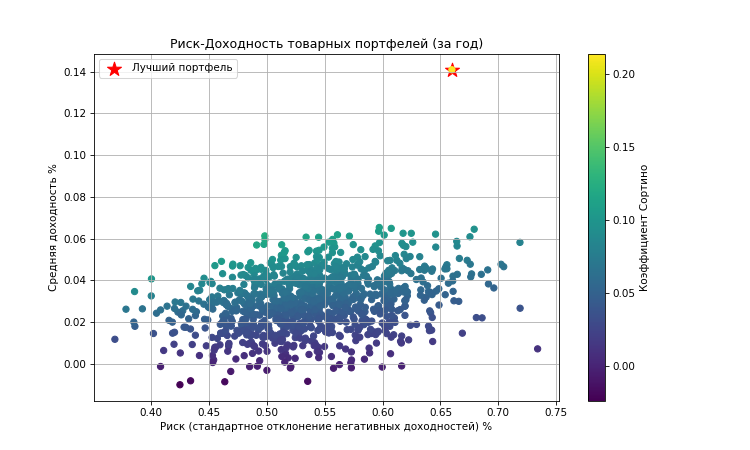 Риск-Доходность товарных портфелей (за год)
Лучший портфель
0.14
0.12
0.10
0.08
0.06
0.04
0.02
0.00
Средняя доходность %
0.40 0.45 0.50 0.55 0.60 0.65 0.70 0.75
Риск (стандартное отклонение негативных доходностей) %
0.20
0.15
0.10
0.05
0.00
Коэффициент Сортино